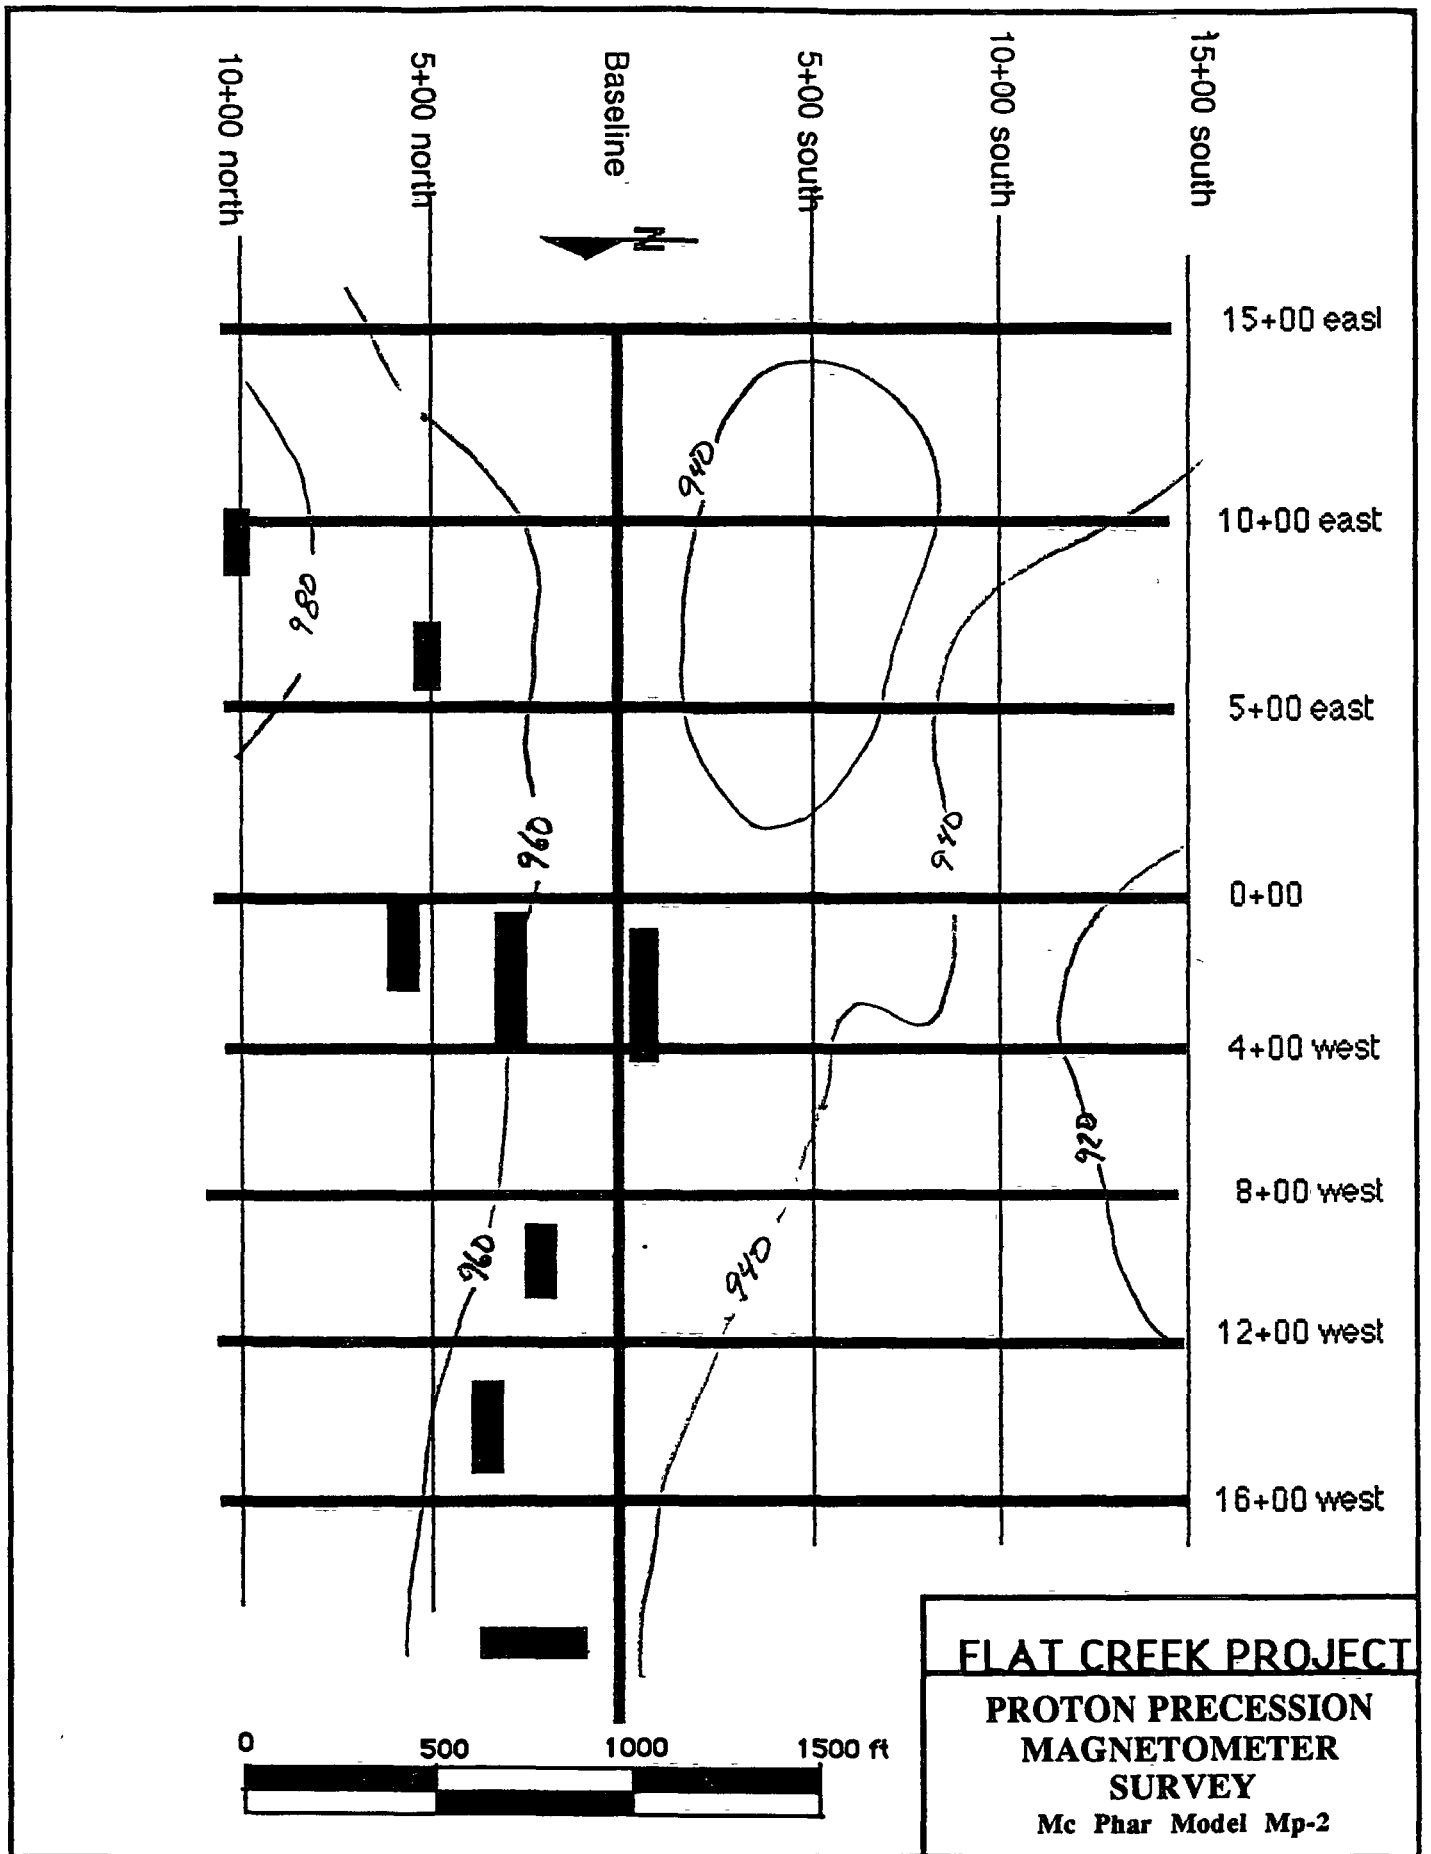 10+00 north
5+00 north
Baseline
5+00 south
10+00 south
15+00 south
N
15+00 east
940
10+00 east
980
5+00 east
960
940
0+00
4+00 west
920
8+00 west
960
940
12+00 west
16+00 west
FLAT CREEK PROJECT
PROTON PRECESSION
MAGNETOMETER
SURVEY
Mc Phar Model Mp-2
0 500 1000 1500 ft